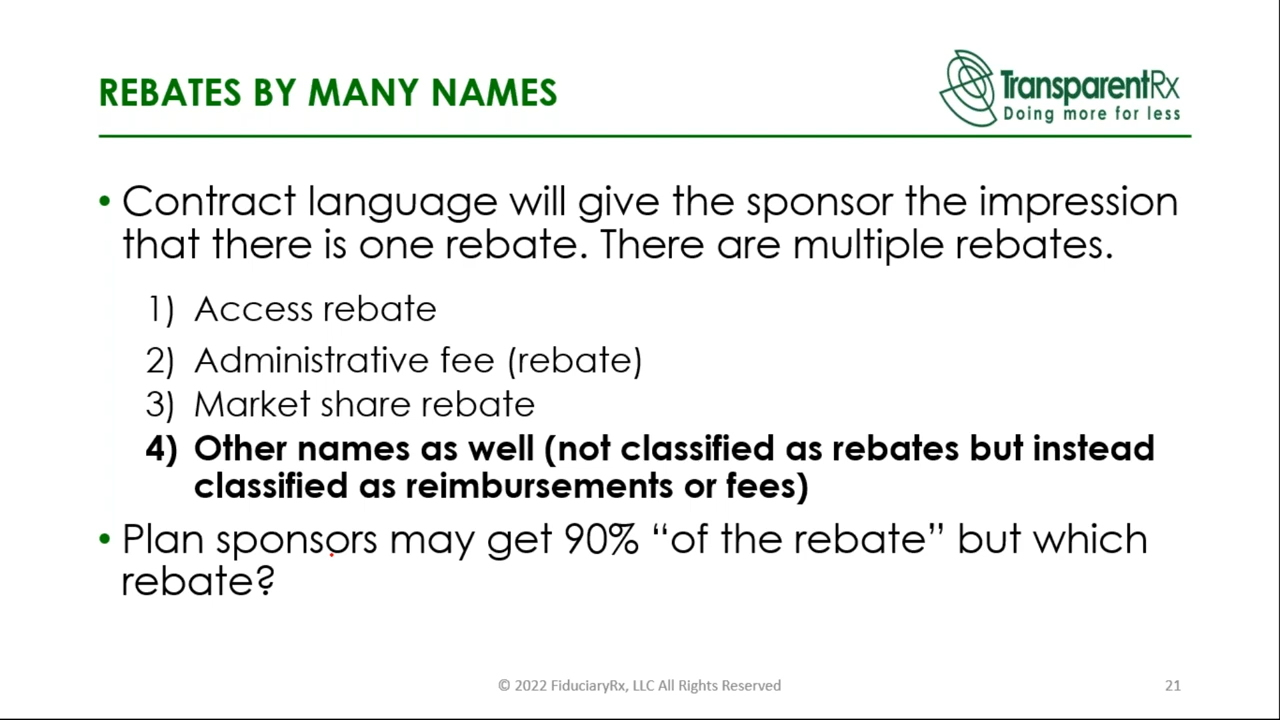 REBATES BY MANY NAMES
TransparentRx
Doing more for less
• Contract language will give the sponsor the impression
that there is one rebate. There are multiple rebates.
1) Access rebate
2) Administrative fee (rebate)
3) Market share rebate
4) Other names as well (not classified as rebates but instead
classified as reimbursements or fees)
• Plan sponsors may get 90% “of the rebate” but which
rebate?
© 2022 FiduciaryRx, LLC All Rights Reserved
21